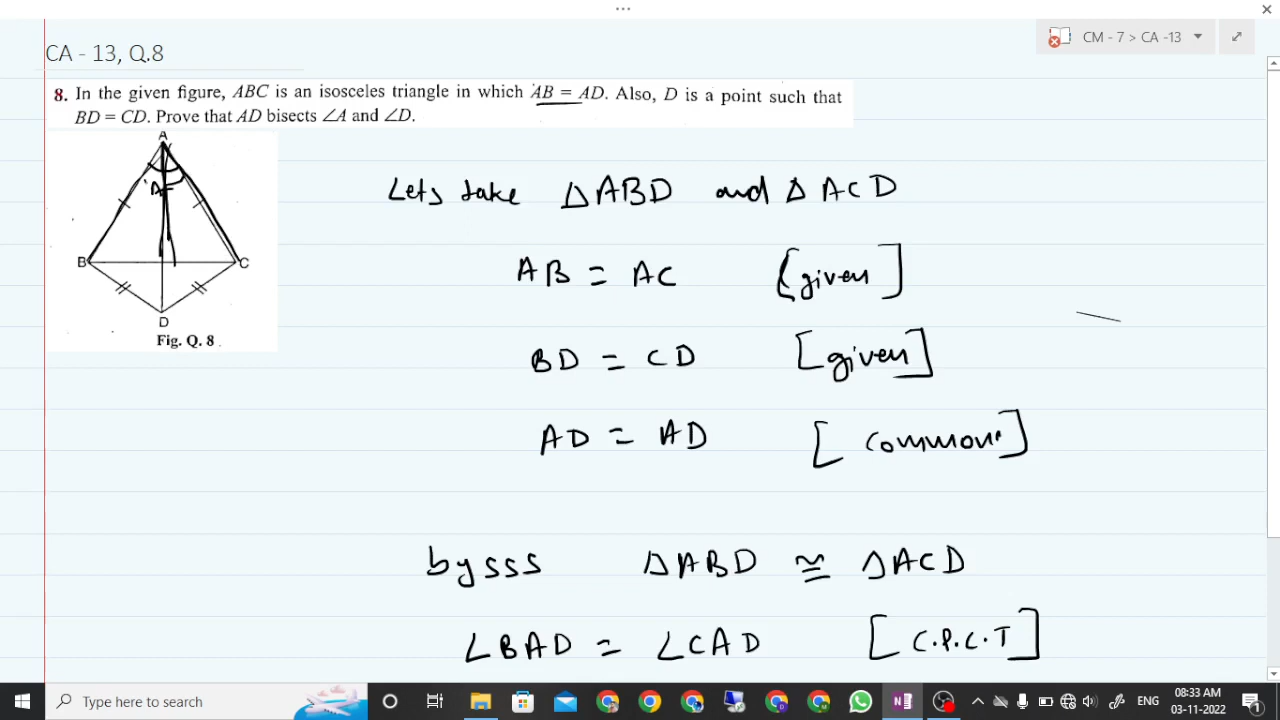 CM - 7 > CA -13
CA - 13, Q.8
8. In the given figure, ABC is an isosceles triangle in which AB = AD. Also, D is a point such that
BD = CD. Prove that AD bisects ∠A and ∠D.
A
B
C
D
Fig. Q. 8
Lets take △ABD and △ACD
AB = AC [given]
BD = CD [given]
AD = AD [common]
by SSS △ABD ≅ △ACD
∠BAD = ∠CAD [C.P.C.T]
Type here to search
ENG
08:33 AM
03-11-2022
1